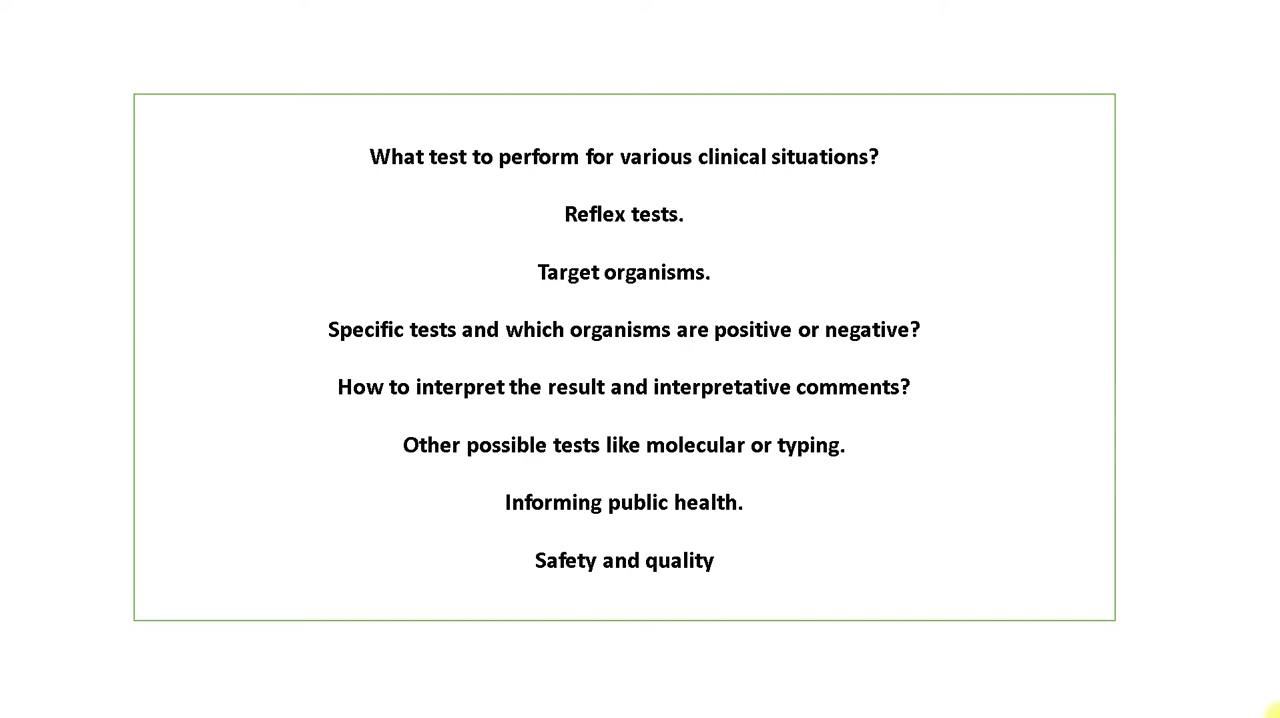 What test to perform for various clinical situations?
Reflex tests.
Target organisms.
Specific tests and which organisms are positive or negative?
How to interpret the result and interpretative comments?
Other possible tests like molecular or typing.
Informing public health.
Safety and quality